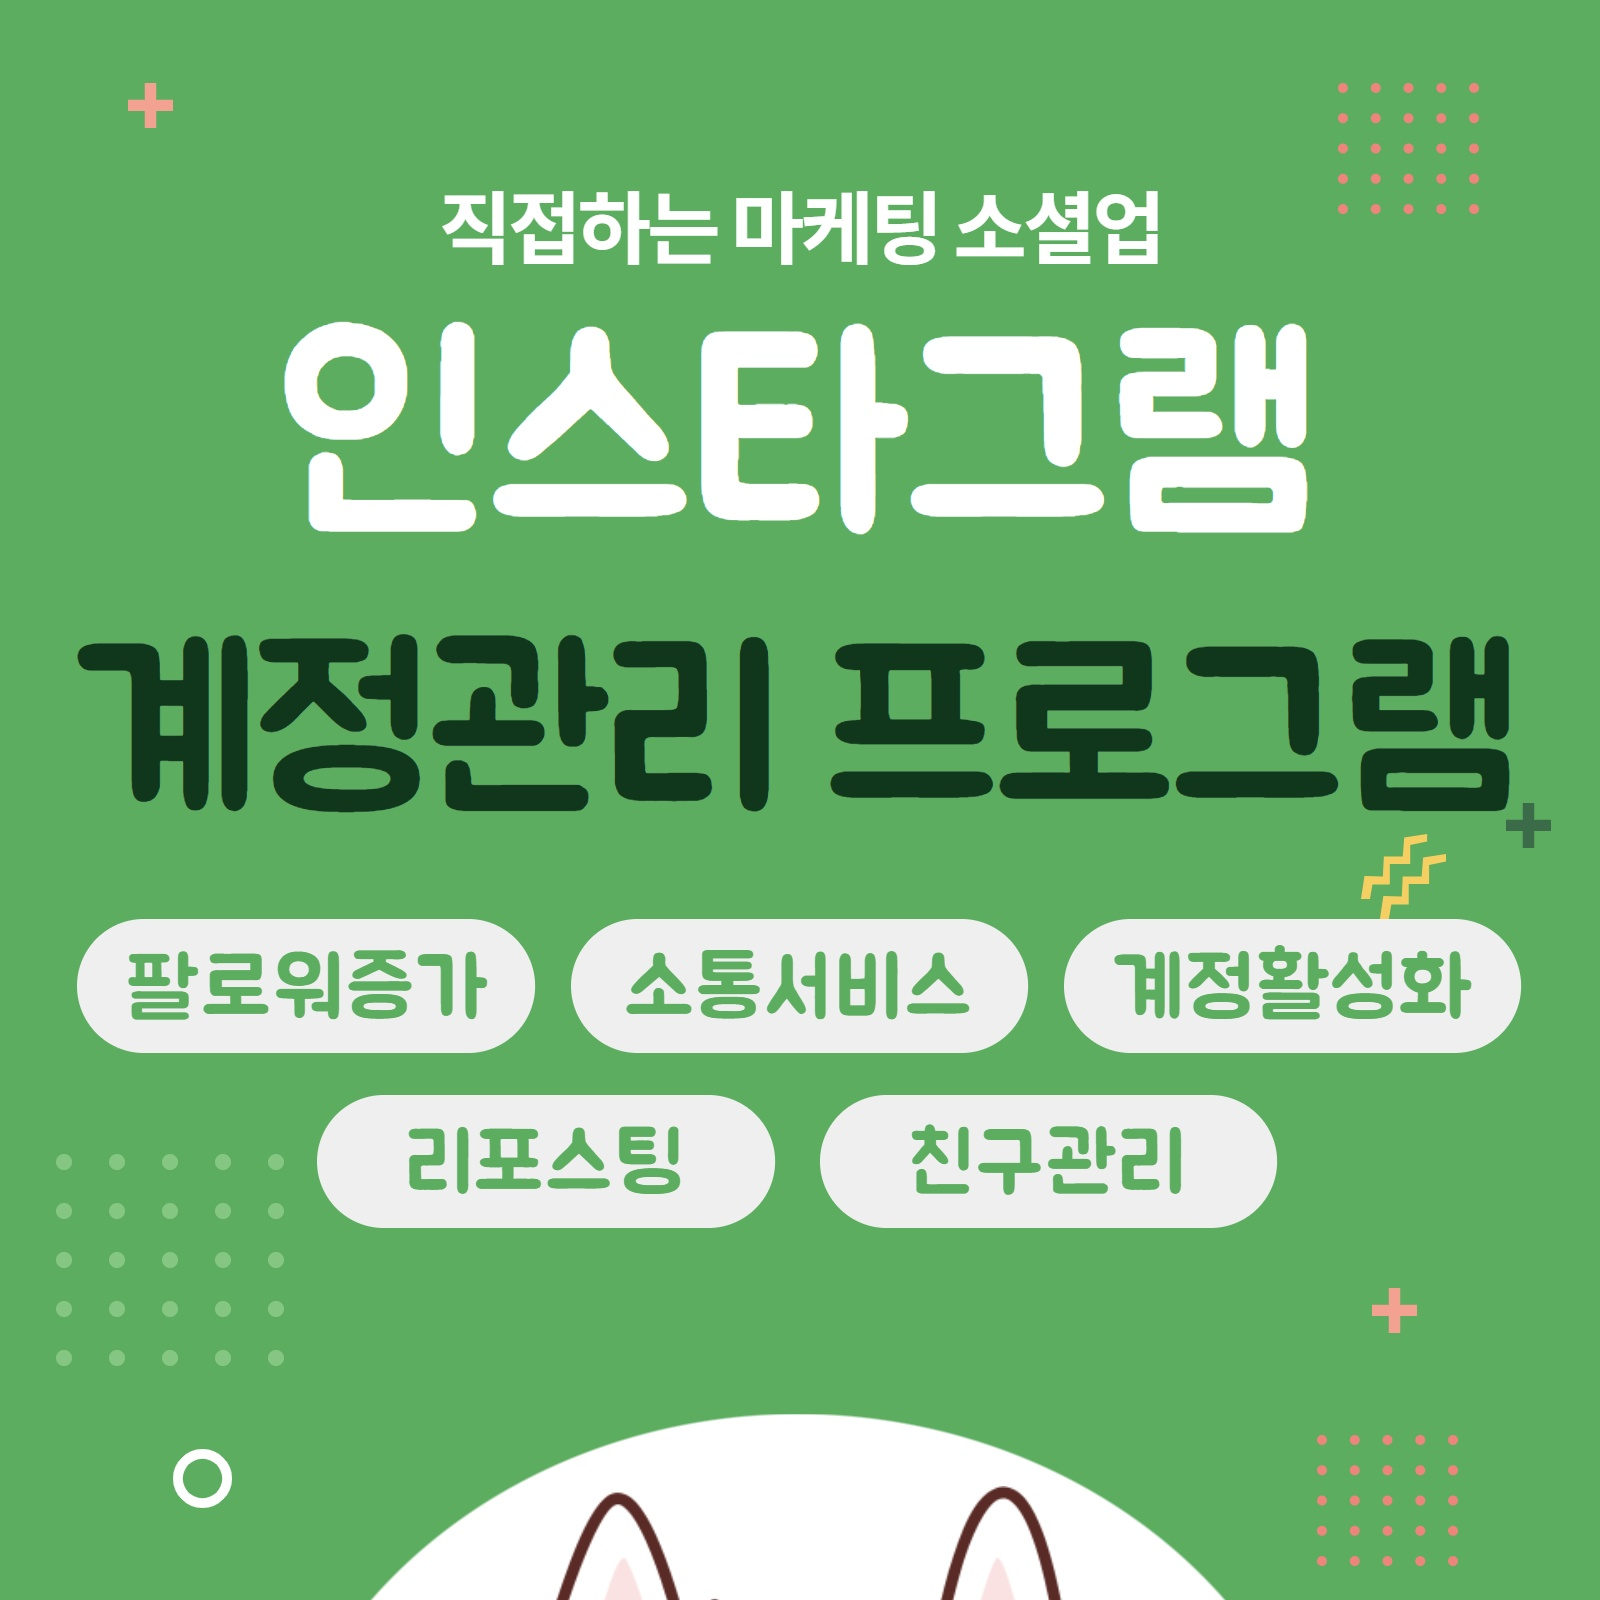 직접하는 마케팅 소셜업
인스타그램
계정관리 프로그램
팔로워증가 소통서비스 계정활성화
리포스팅 친구관리